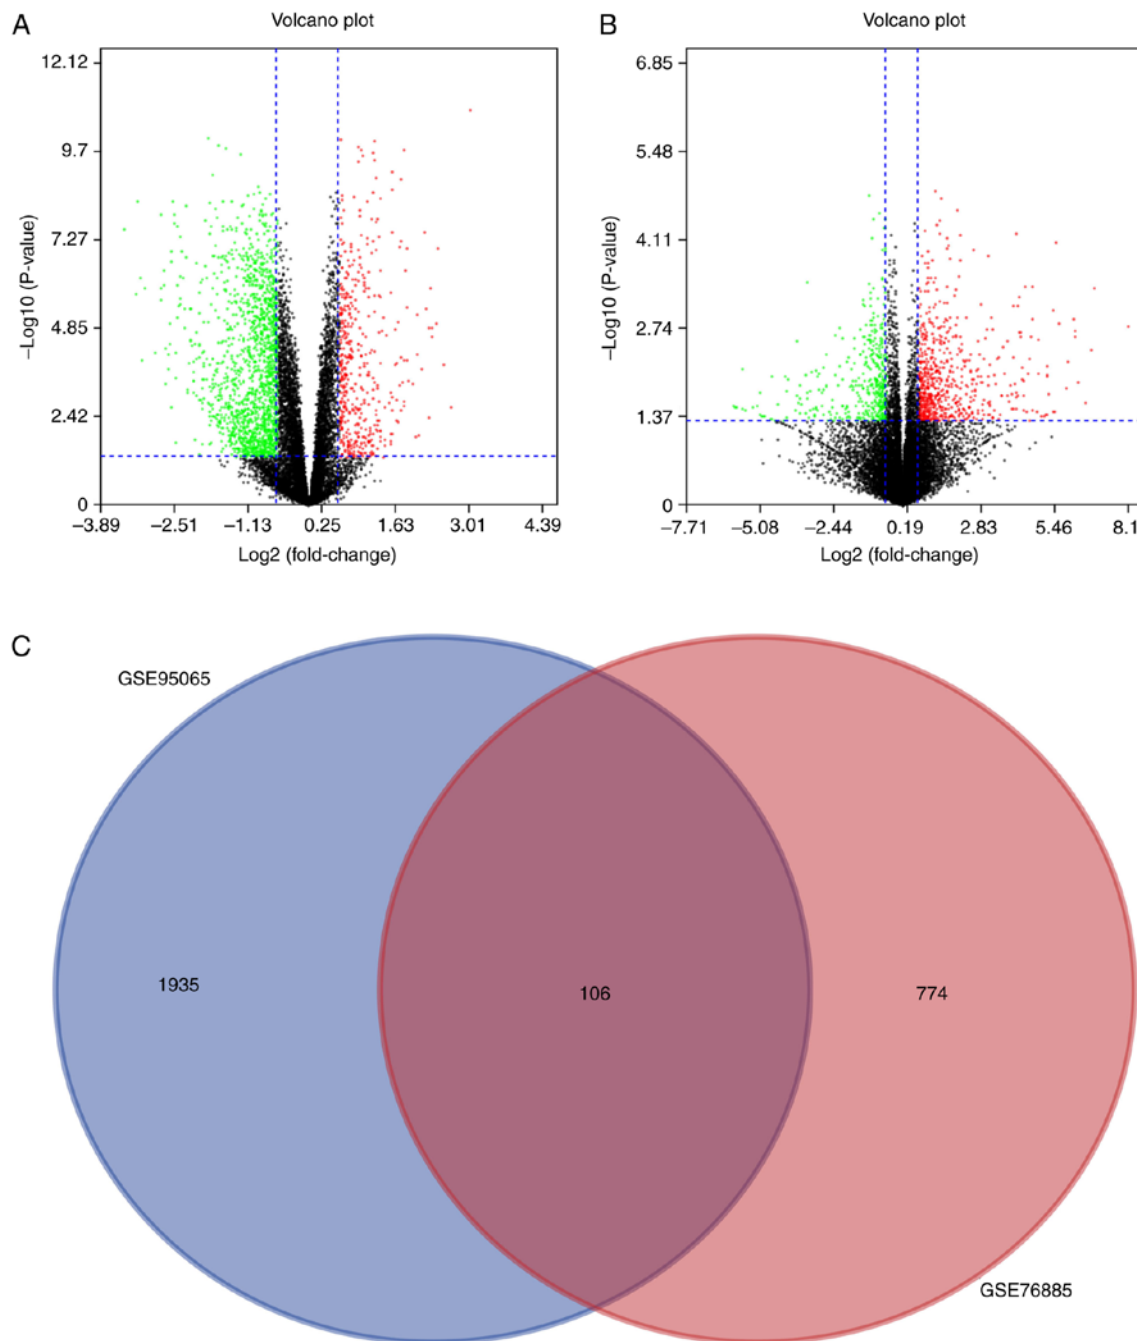 A
Volcano plot
12.12
9.7
7.27
4.85
2.42
0
−Log10 (P-value)
−3.89 −2.51 −1.13 0.25 1.63 3.01 4.39
Log2 (fold-change)
B
Volcano plot
6.85
5.48
4.11
2.74
1.37
0
−Log10 (P-value)
−7.71 −5.08 −2.44 0.19 2.83 5.46 8.1
Log2 (fold-change)
C
GSE95065
1935
106
774
GSE76885